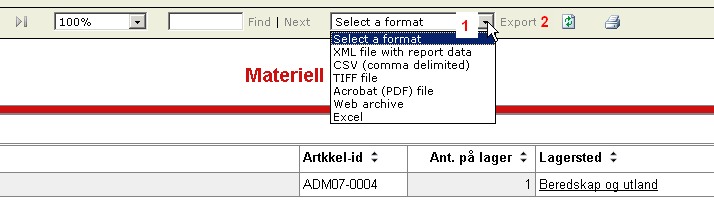 100% Find | Next Select a format 1 Export 2
Select a format
XML file with report data
CSV (comma delimited)
TIFF file
Acrobat (PDF) file
Web archive
Excel
Materiell
Artkkel-id Ant. på lager Lagersted
ADM07-0004 1 Beredskap og utland